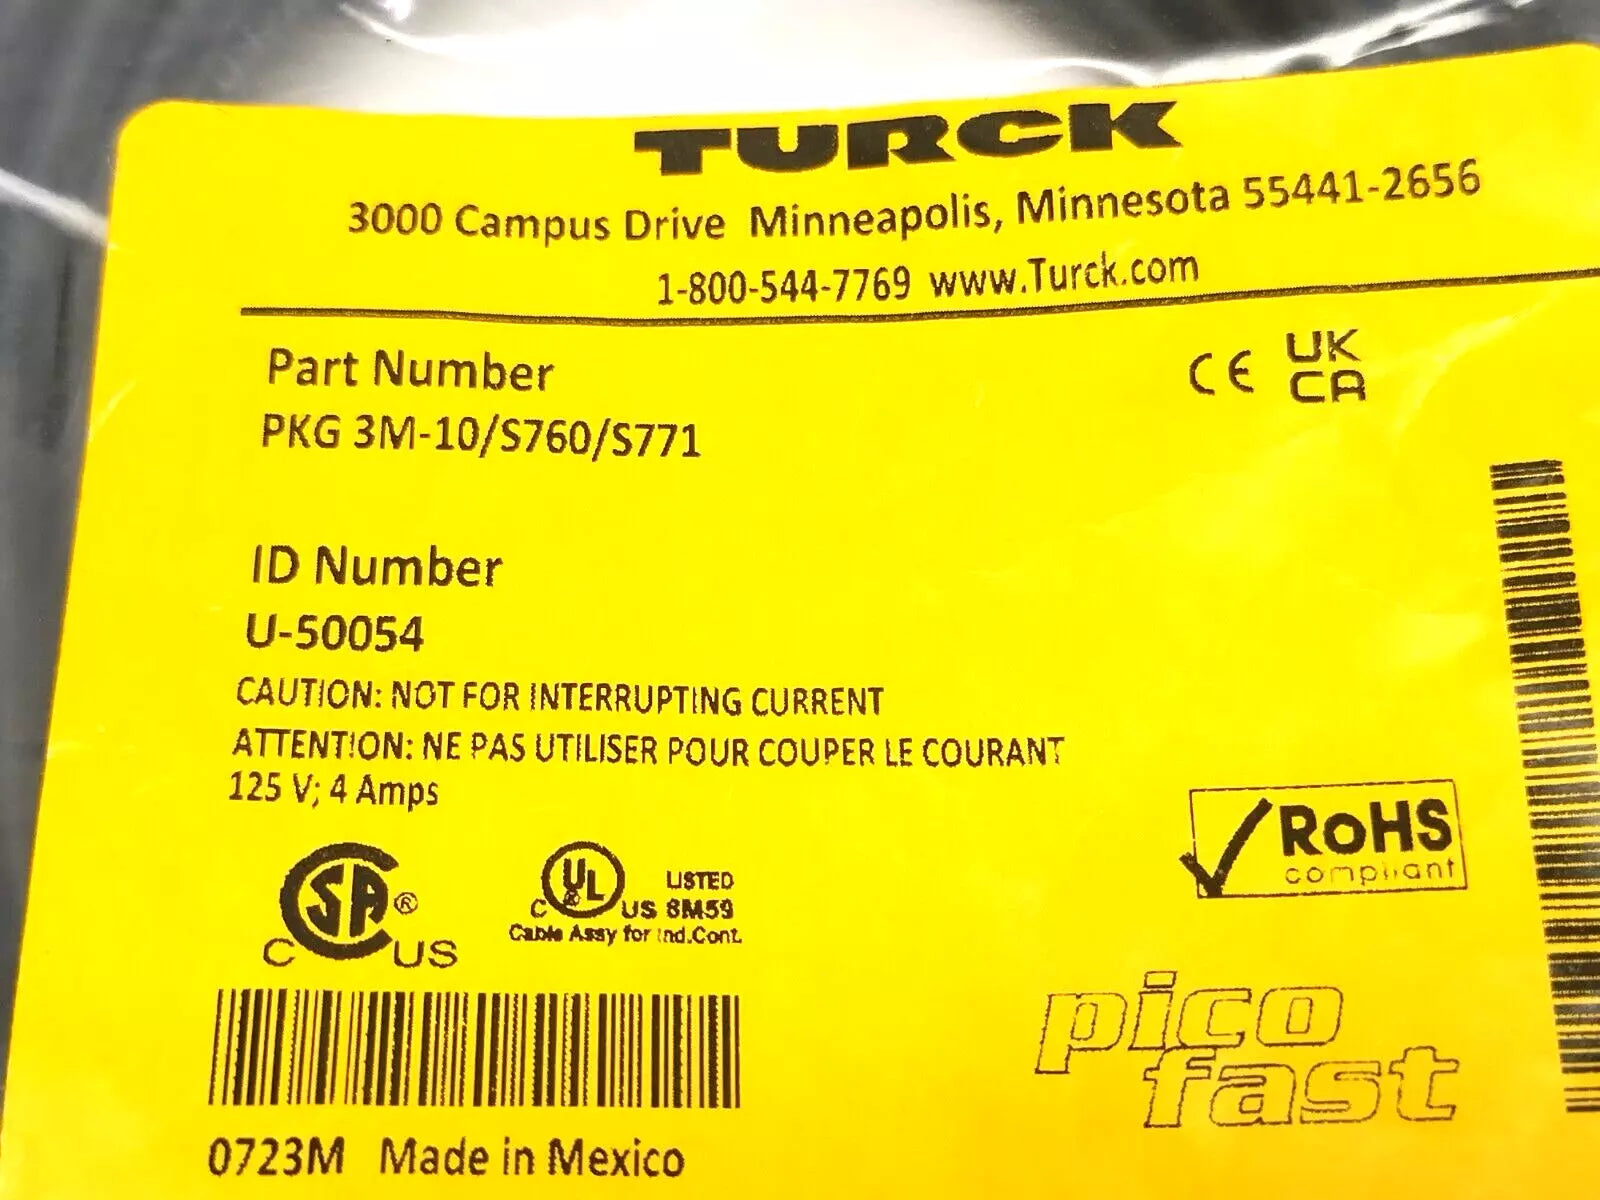 TURCK
3000 Campus Drive Minneapolis, Minnesota 55441-2656
1-800-544-7769 www.Turck.com
Part Number
PKG 3M-10/S760/S771
CE UK
CA
ID Number
U-50054
CAUTION: NOT FOR INTERRUPTING CURRENT
ATTENTION: NE PAS UTILISER POUR COUPER LE COURANT
125 V; 4 Amps
RoHS
compliant
CSA® C US
C UL® US LISTED
8M59
Cable Assy for Ind.Cont.
pico
fast
0723M Made in Mexico